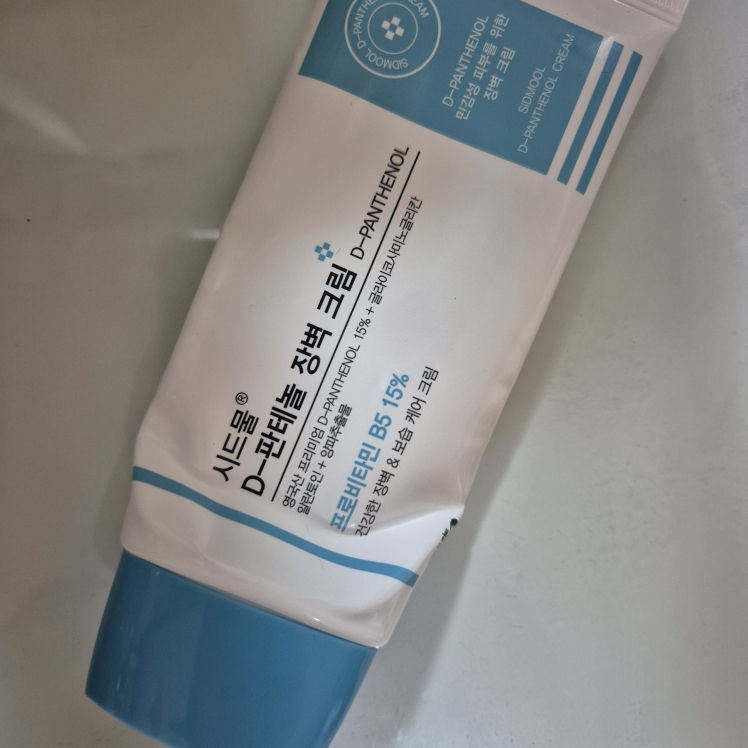 SIDMOOL D-PANTHENOL CREAM
D-PANTHENOL
민감성 피부를 위한
장벽 크림
SIDMOOL
D-PANTHENOL CREAM
시드물®
D-판테놀 장벽 크림 D-PANTHENOL
영국산 프리미엄 D-PANTHENOL 15% + 글라이코사미노글리칸
알란토인 + 양파추출물
프로비타민 B5 15%
건강한 장벽 & 보습 케어 크림